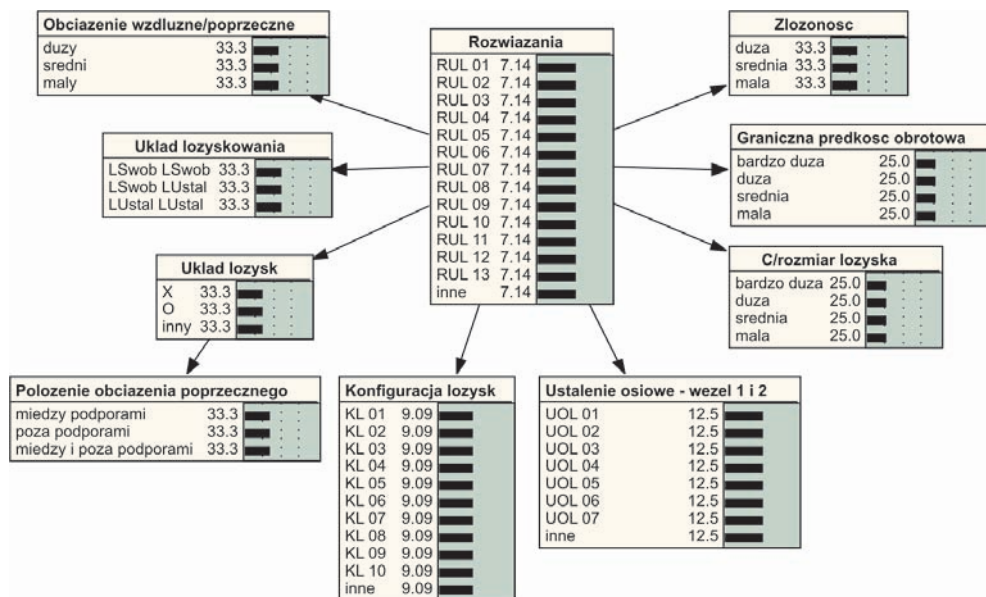 Obciazenie wzdluzne/poprzeczne
duzy 33.3
sredni 33.3
maly 33.3
Uklad lozyskowania
LSwob LSwob 33.3
LSwob LUstal 33.3
LUstal LUstal 33.3
Uklad lozysk
X 33.3
O 33.3
inny 33.3
Polozenie obciazenia poprzecznego
miedzy podporami 33.3
poza podporami 33.3
miedzy i poza podporami 33.3
Rozwiazania
RUL 01 7.14
RUL 02 7.14
RUL 03 7.14
RUL 04 7.14
RUL 05 7.14
RUL 06 7.14
RUL 07 7.14
RUL 08 7.14
RUL 09 7.14
RUL 10 7.14
RUL 11 7.14
RUL 12 7.14
RUL 13 7.14
inne 7.14
Konfiguracja lozysk
KL 01 9.09
KL 02 9.09
KL 03 9.09
KL 04 9.09
KL 05 9.09
KL 06 9.09
KL 07 9.09
KL 08 9.09
KL 09 9.09
KL 10 9.09
inne 9.09
Zlozonosc
duza 33.3
srednia 33.3
mala 33.3
Graniczna predkosc obrotowa
bardzo duza 25.0
duza 25.0
srednia 25.0
mala 25.0
C/rozmiar lozyska
bardzo duza 25.0
duza 25.0
srednia 25.0
mala 25.0
Ustalenie osiowe - wezel 1 i 2
UOL 01 12.5
UOL 02 12.5
UOL 03 12.5
UOL 04 12.5
UOL 05 12.5
UOL 06 12.5
UOL 07 12.5
inne 12.5